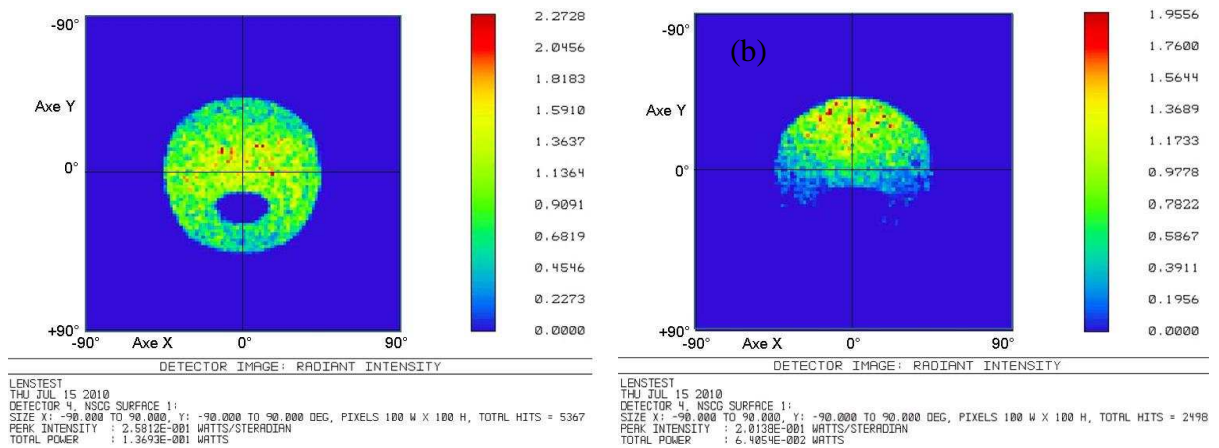 -90°
Axe Y
0°
+90°
-90°
Axe X
0°
90°
2.2728
2.0456
1.8183
1.5910
1.3637
1.1364
0.9091
0.6819
0.4546
0.2273
0.0000
DETECTOR IMAGE: RADIANT INTENSITY
LENSTEST
THU JUL 15 2010
DETECTOR 4, NSCG SURFACE 1:
SIZE X: -90.000 TO 90.000, Y: -90.000 TO 90.000 DEG, PIXELS 100 W X 100 H, TOTAL HITS = 5367
PEAK INTENSITY : 2.5812E-001 WATTS/STERADIAN
TOTAL POWER : 1.3693E-001 WATTS
(b)
-90°
Axe Y
0°
+90°
-90°
Axe X
0°
90°
1.9556
1.7600
1.5644
1.3689
1.1733
0.9778
0.7822
0.5867
0.3911
0.1956
0.0000
DETECTOR IMAGE: RADIANT INTENSITY
LENSTEST
THU JUL 15 2010
DETECTOR 4, NSCG SURFACE 1:
SIZE X: -90.000 TO 90.000, Y: -90.000 TO 90.000 DEG, PIXELS 100 W X 100 H, TOTAL HITS = 2498
PEAK INTENSITY : 2.0138E-001 WATTS/STERADIAN
TOTAL POWER : 6.4054E-002 WATTS